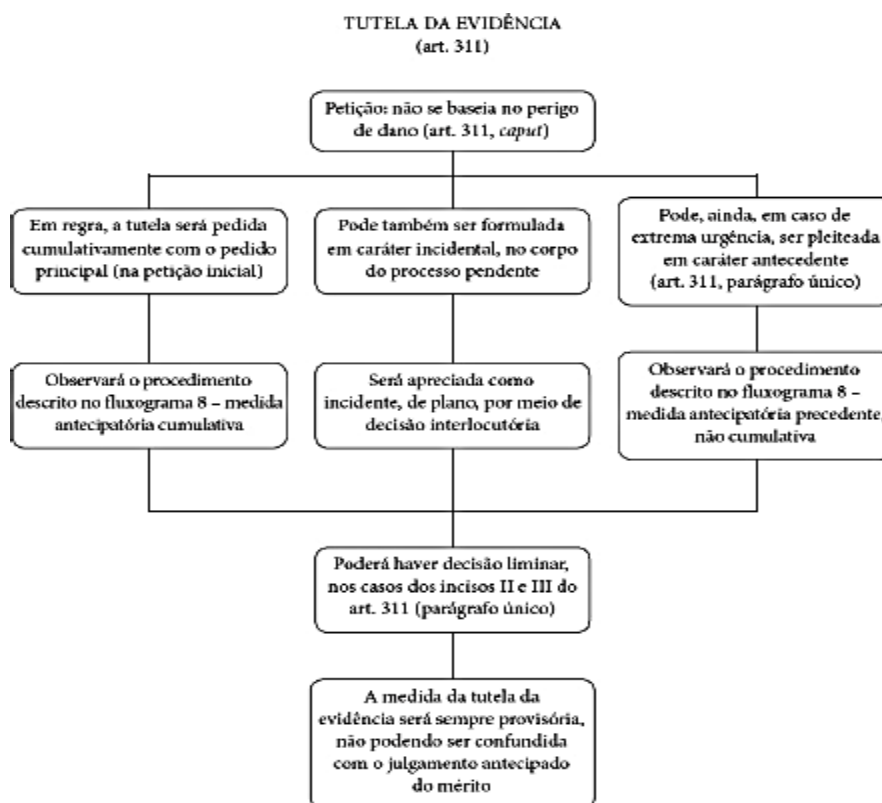 TUTELA DA EVIDÊNCIA
(art. 311)
Petição: não se baseia no perigo
de dano (art. 311, caput)
Em regra, a tutela será pedida
cumulativamente com o pedido
principal (na petição inicial)
Pode também ser formulada
em caráter incidental, no corpo
do processo pendente
Pode, ainda, em caso de
extrema urgência, ser pleiteada
em caráter antecedente
(art. 311, parágrafo único)
Observará o procedimento
descrito no fluxograma 8 – medida
antecipatória cumulativa
Será apreciada como
incidente, de plano, por meio de
decisão interlocutória
Observará o procedimento
descrito no fluxograma 8 –
medida antecipatória precedente,
não cumulativa
Poderá haver decisão liminar,
nos casos dos incisos II e III do
art. 311 (parágrafo único)
A medida da tutela da
evidência será sempre provisória,
não podendo ser confundida
com o julgamento antecipado
do mérito